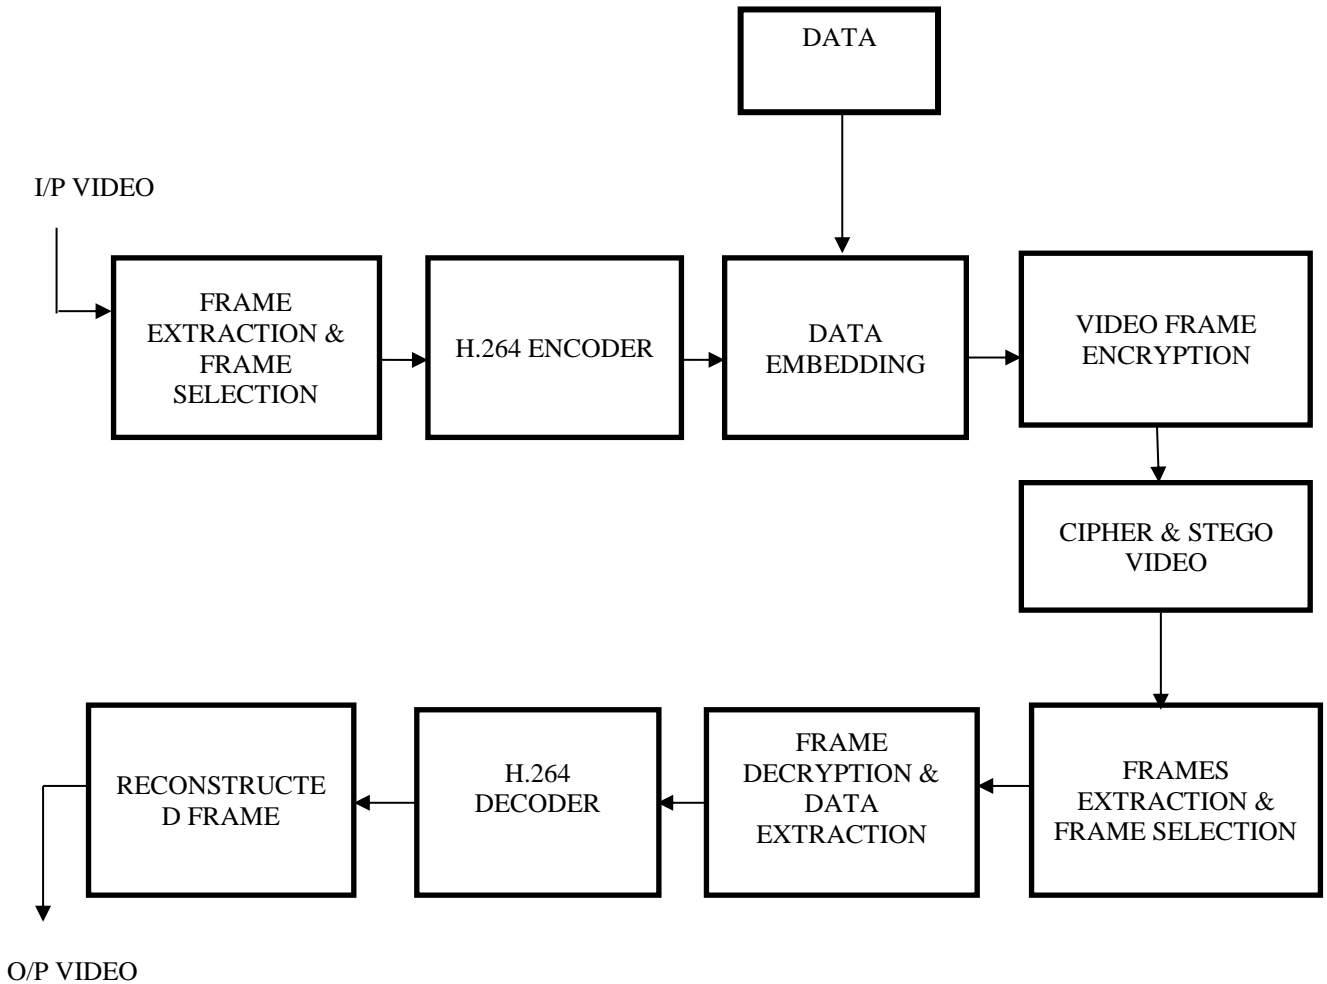 DATA
I/P VIDEO
FRAME
EXTRACTION &
FRAME
SELECTION
H.264 ENCODER
DATA
EMBEDDING
VIDEO FRAME
ENCRYPTION
CIPHER & STEGO
VIDEO
FRAMES
EXTRACTION &
FRAME SELECTION
FRAME
DECRYPTION &
DATA
EXTRACTION
H.264
DECODER
RECONSTRUCTE
D FRAME
O/P VIDEO